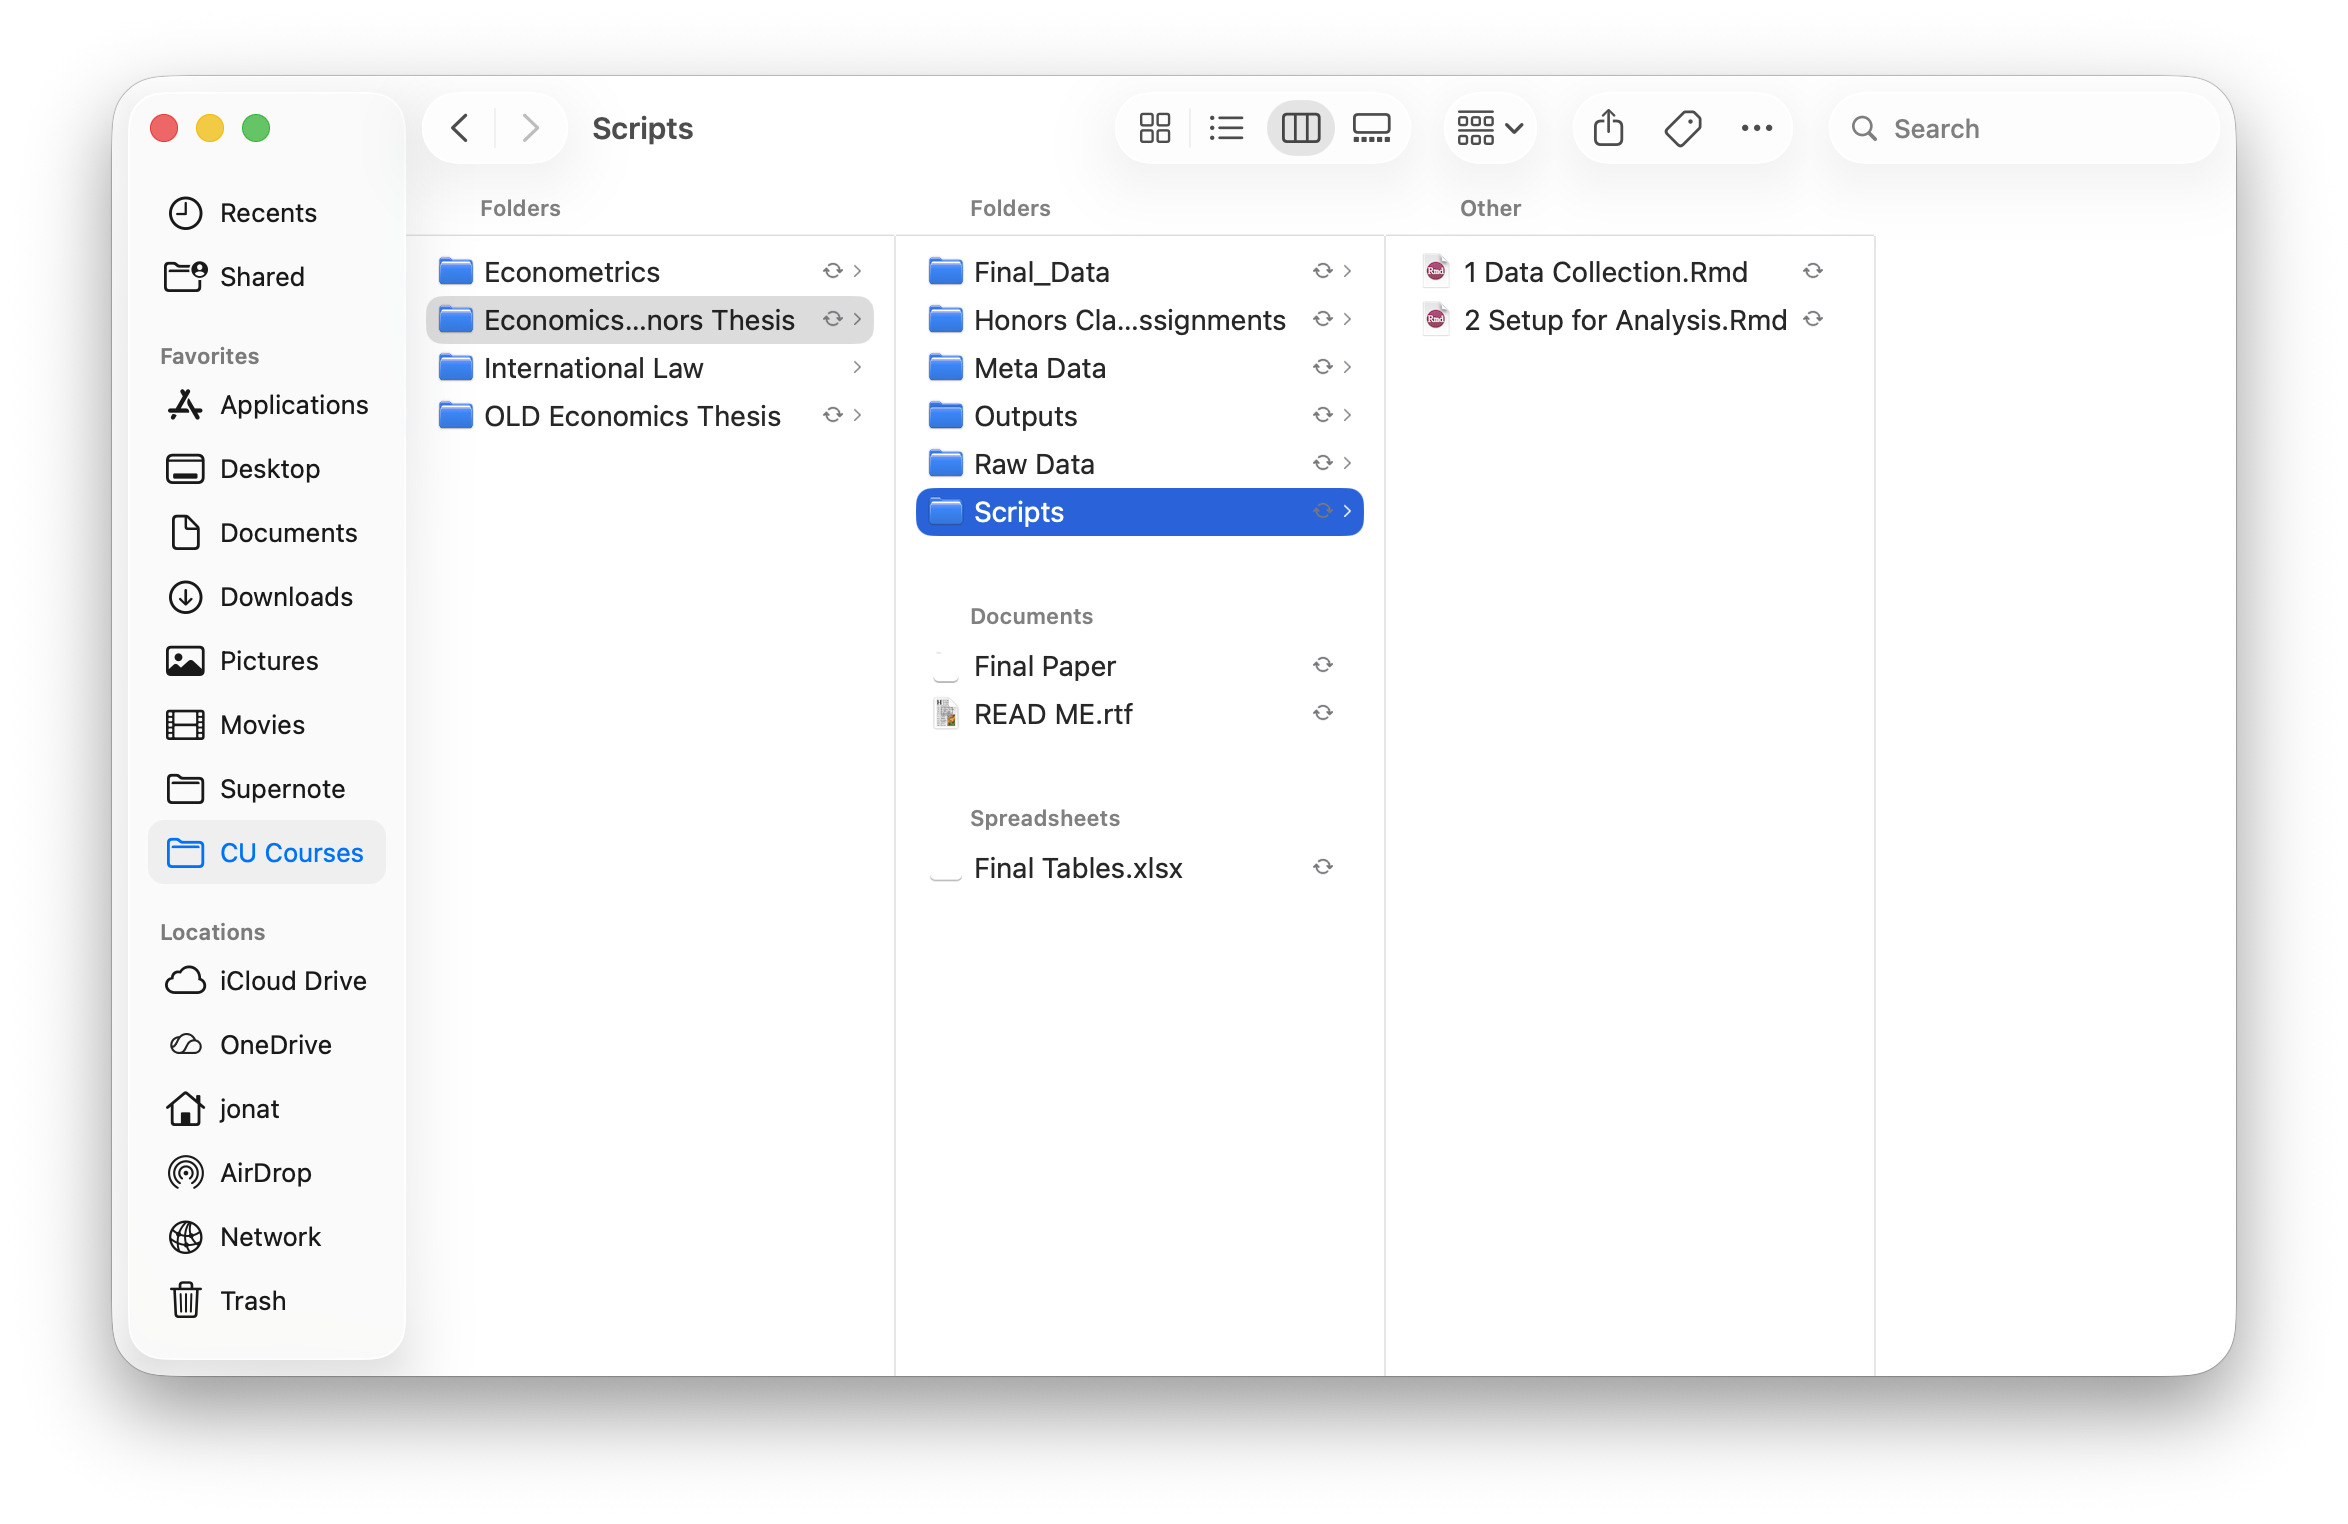 Scripts
Search
Recents
Shared
Favorites
Applications
Desktop
Documents
Downloads
Pictures
Movies
Supernote
CU Courses
Locations
iCloud Drive
OneDrive
jonat
AirDrop
Network
Trash
Folders
Econometrics
Economics...nors Thesis
International Law
OLD Economics Thesis
Folders
Final_Data
Honors Cla...ssignments
Meta Data
Outputs
Raw Data
Scripts
Documents
Final Paper
READ ME.rtf
Spreadsheets
Final Tables.xlsx
Other
Rmd 1 Data Collection.Rmd
Rmd 2 Setup for Analysis.Rmd